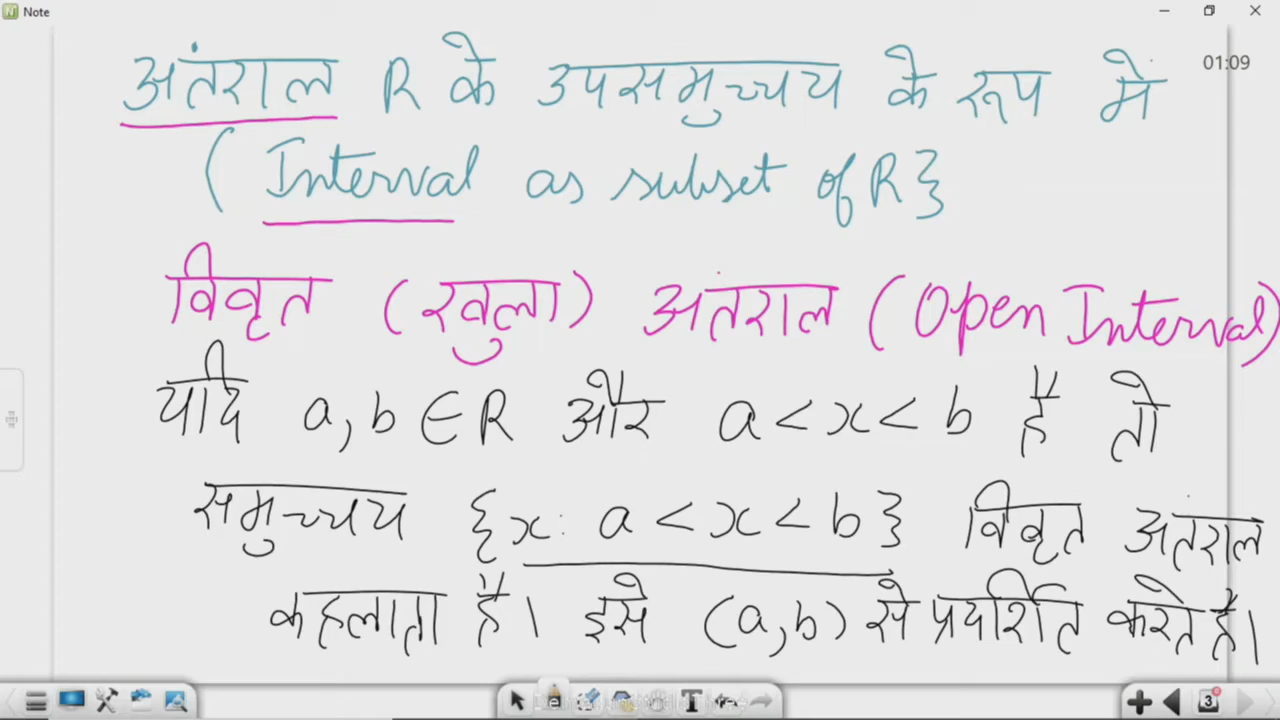 Note
01:09
अंतराल R के उपसमुच्चय के रूप में
( Interval as subset of R }
विवृत (खुला) अंतराल (Open Interval)
यदि a, b ∈ R और a < x < b है तो
समुच्चय {x: a < x < b} विवृत अंतराल
कहलाता है। इसे (a, b) से प्रदर्शित करते है।
3